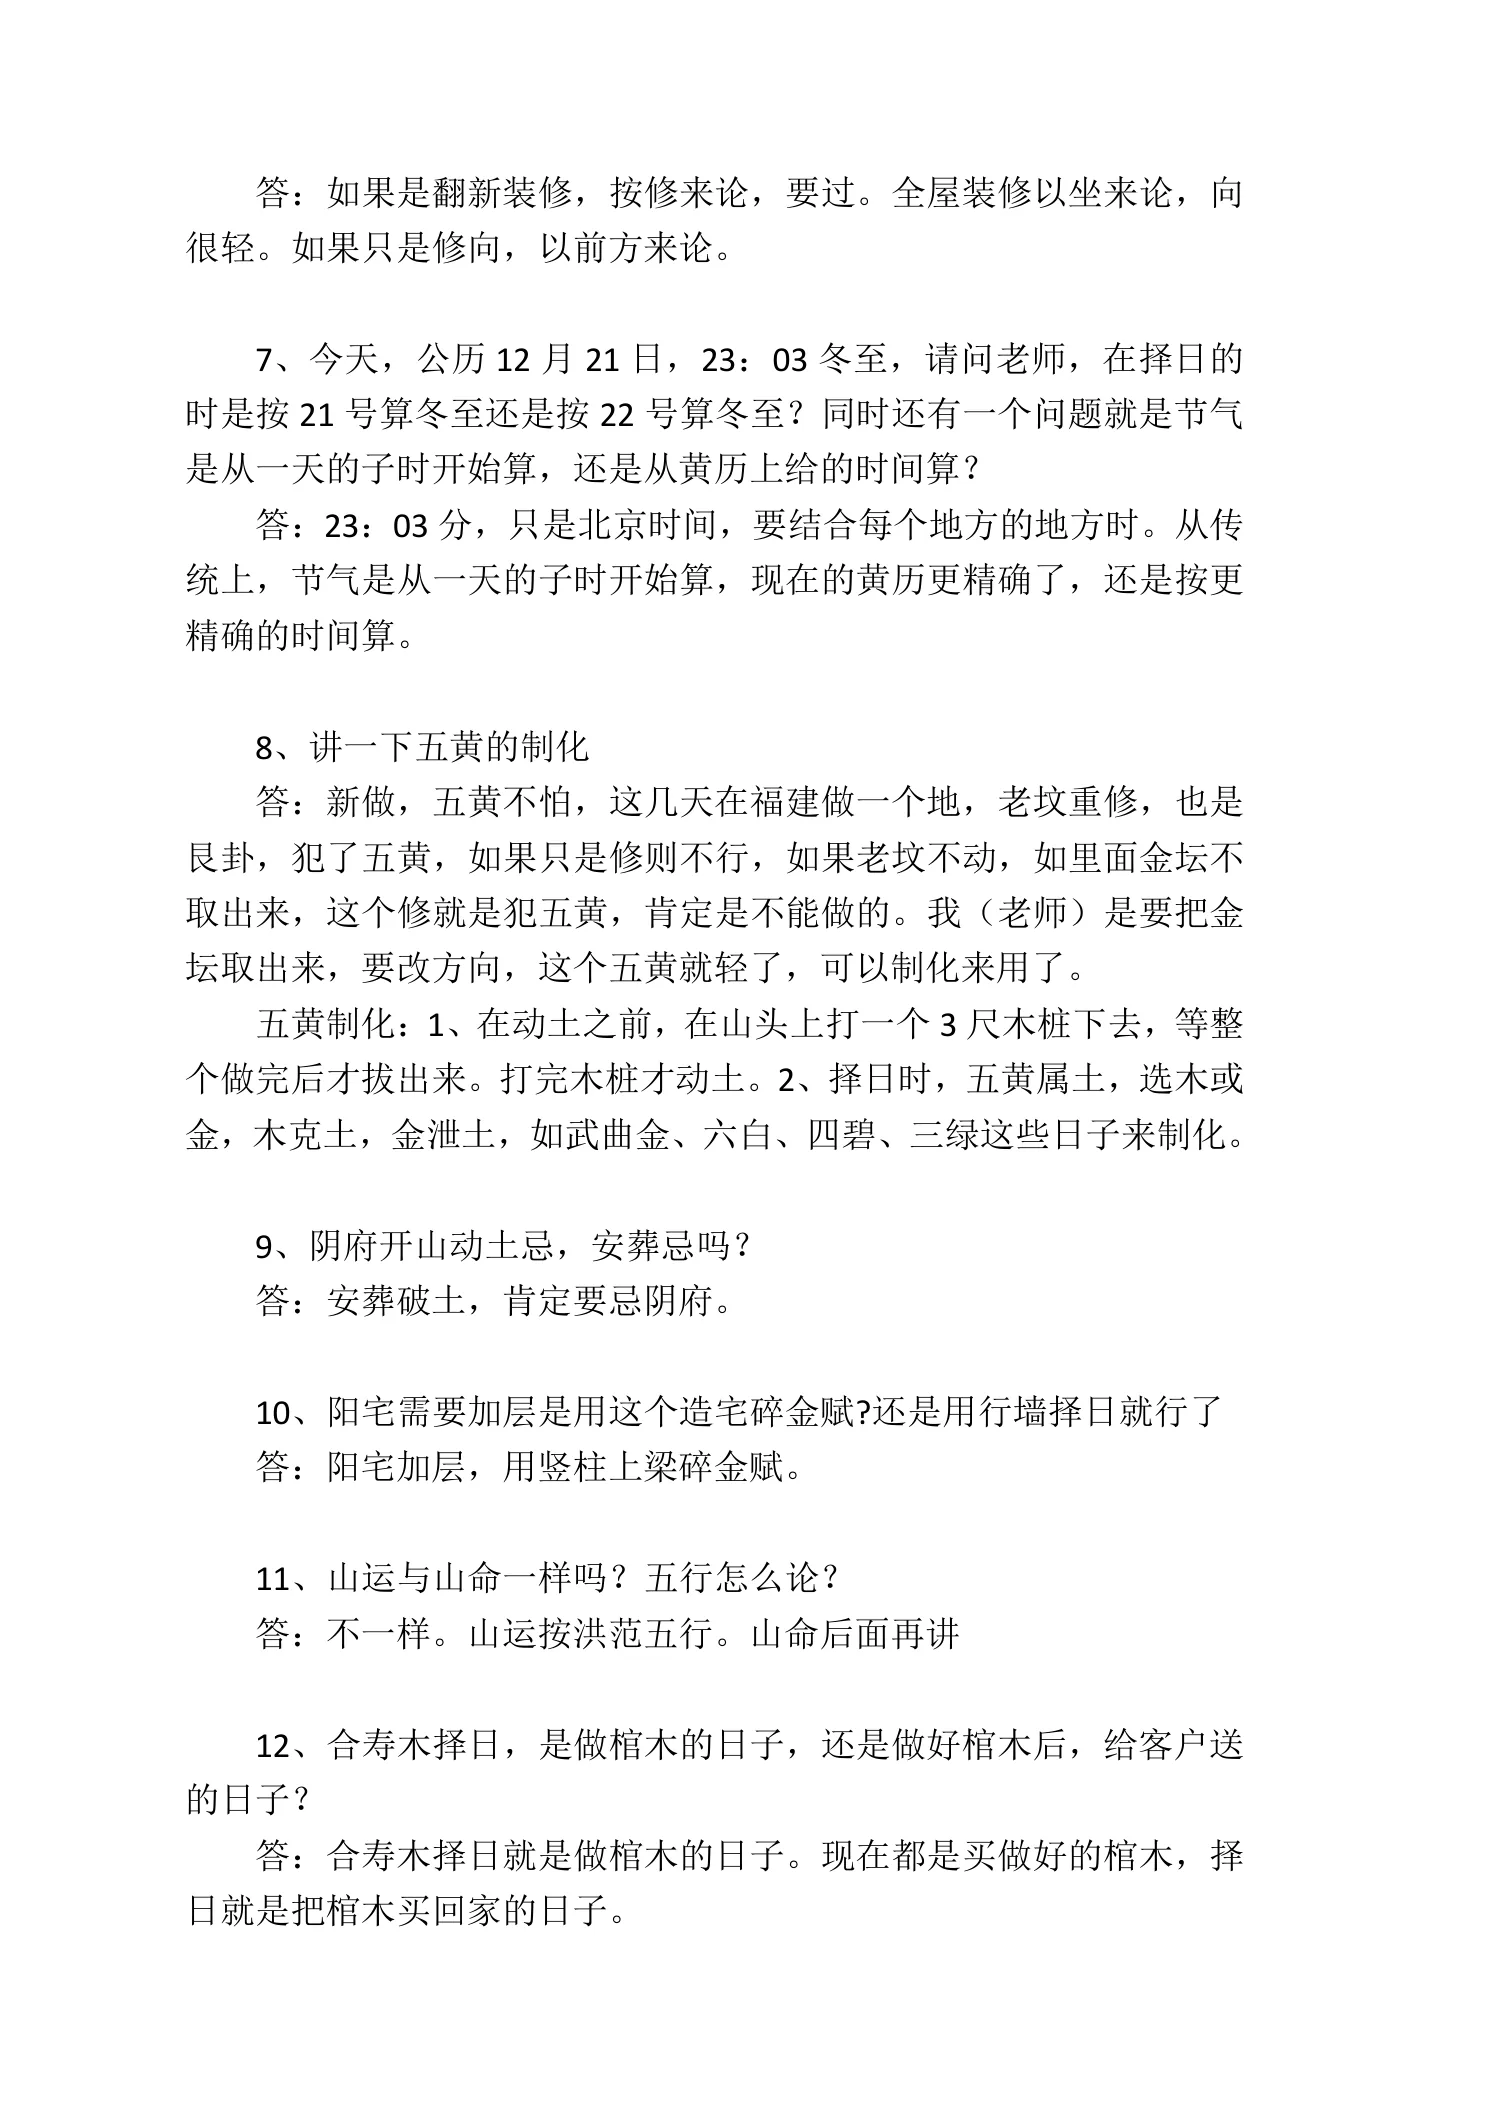 答：如果是翻新装修，按修来论，要过。全屋装修以坐来论，向
很轻。如果只是修向，以前方来论。
7、今天，公历 12 月 21 日，23：03 冬至，请问老师，在择日的
时是按 21 号算冬至还是按 22 号算冬至？同时还有一个问题就是节气
是从一天的子时开始算，还是从黄历上给的时间算？
答：23：03 分，只是北京时间，要结合每个地方的地方时。从传
统上，节气是从一天的子时开始算，现在的黄历更精确了，还是按更
精确的时间算。
8、讲一下五黄的制化
答：新做，五黄不怕，这几天在福建做一个地，老坟重修，也是
艮卦，犯了五黄，如果只是修则不行，如果老坟不动，如里面金坛不
取出来，这个修就是犯五黄，肯定是不能做的。我（老师）是要把金
坛取出来，要改方向，这个五黄就轻了，可以制化来用了。
五黄制化：1、在动土之前，在山头上打一个 3 尺木桩下去，等整
个做完后才拔出来。打完木桩才动土。2、择日时，五黄属土，选木或
金，木克土，金泄土，如武曲金、六白、四碧、三绿这些日子来制化。
9、阴府开山动土忌，安葬忌吗？
答：安葬破土，肯定要忌阴府。
10、阳宅需要加层是用这个造宅碎金赋?还是用行墙择日就行了
答：阳宅加层，用竖柱上梁碎金赋。
11、山运与山命一样吗？五行怎么论？
答：不一样。山运按洪范五行。山命后面再讲
12、合寿木择日，是做棺木的日子，还是做好棺木后，给客户送
的日子？
答：合寿木择日就是做棺木的日子。现在都是买做好的棺木，择
日就是把棺木买回家的日子。